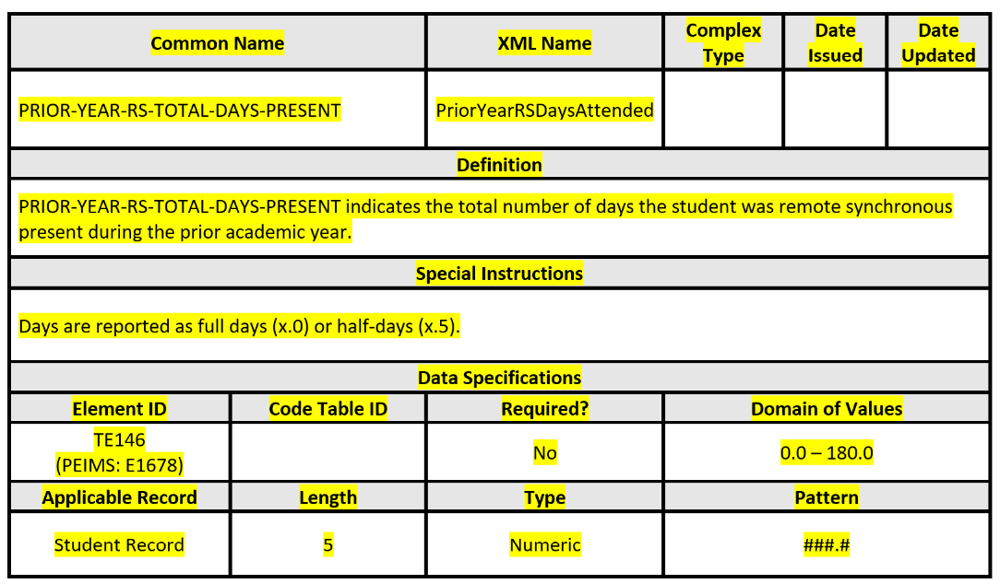 Common Name
XML Name
Complex
Type
Date
Issued
Date
Updated
PRIOR-YEAR-RS-TOTAL-DAYS-PRESENT
PriorYearRSDaysAttended
Definition
PRIOR-YEAR-RS-TOTAL-DAYS-PRESENT indicates the total number of days the student was remote synchronous
present during the prior academic year.
Special Instructions
Days are reported as full days (x.0) or half-days (x.5).
Data Specifications
Element ID
Code Table ID
Required?
Domain of Values
TE146
(PEIMS: E1678)
No
0.0 – 180.0
Applicable Record
Length
Type
Pattern
Student Record
5
Numeric
###.#